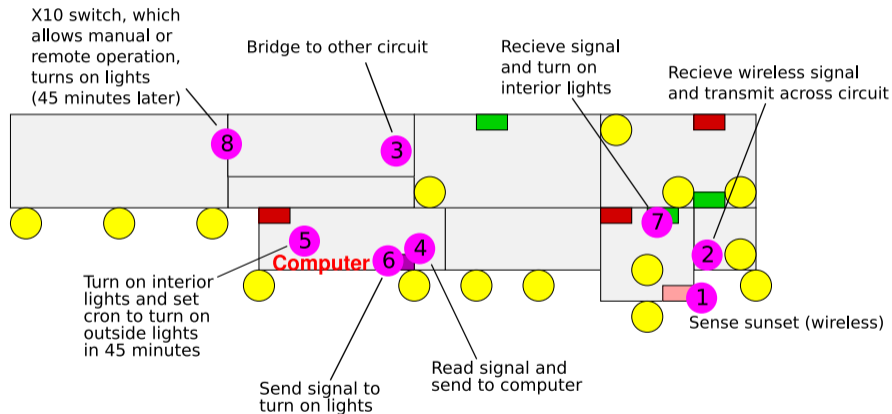 X10 switch, which
allows manual or
remote operation,
turns on lights
(45 minutes later)
Bridge to other circuit
Recieve signal
and turn on
interior lights
Recieve wireless signal
and transmit across circuit
8
3
7
5
4
6
2
Computer
1
Turn on interior
lights and set
cron to turn on
outside lights
in 45 minutes
Sense sunset (wireless)
Read signal and
send to computer
Send signal to
turn on lights